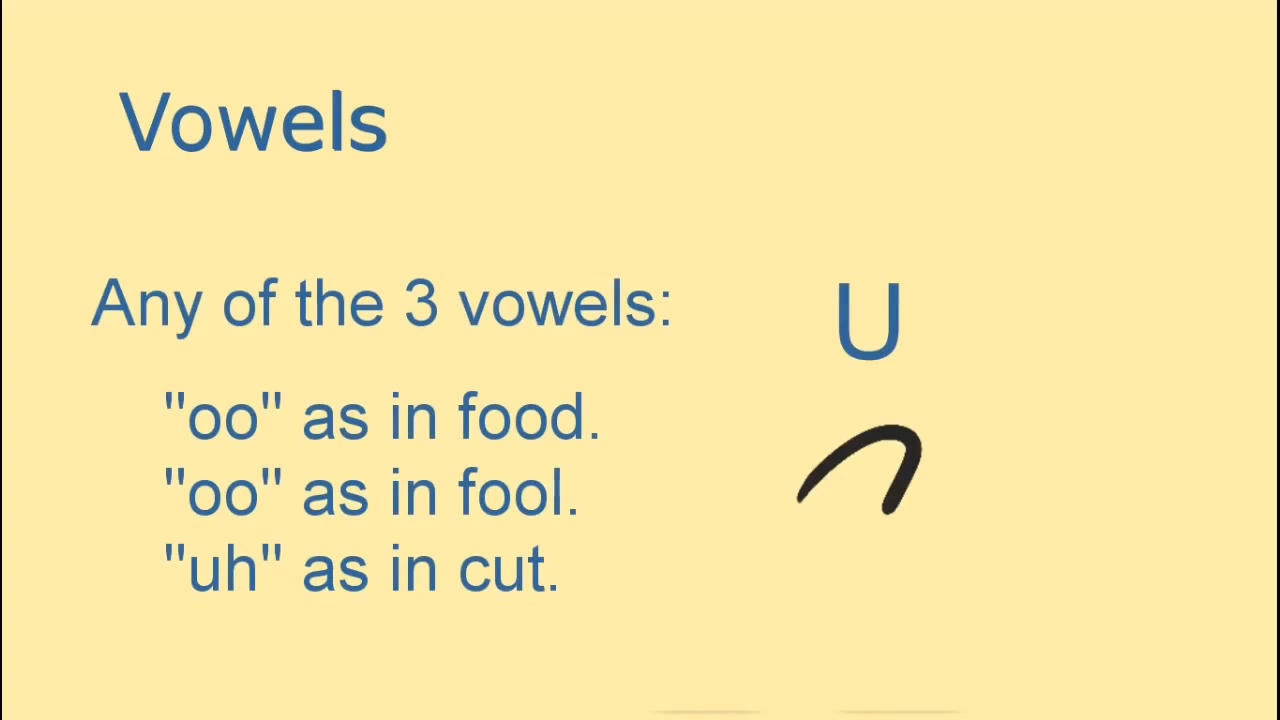 Vowels
Any of the 3 vowels:
U
"oo" as in food.
"oo" as in fool.
"uh" as in cut.